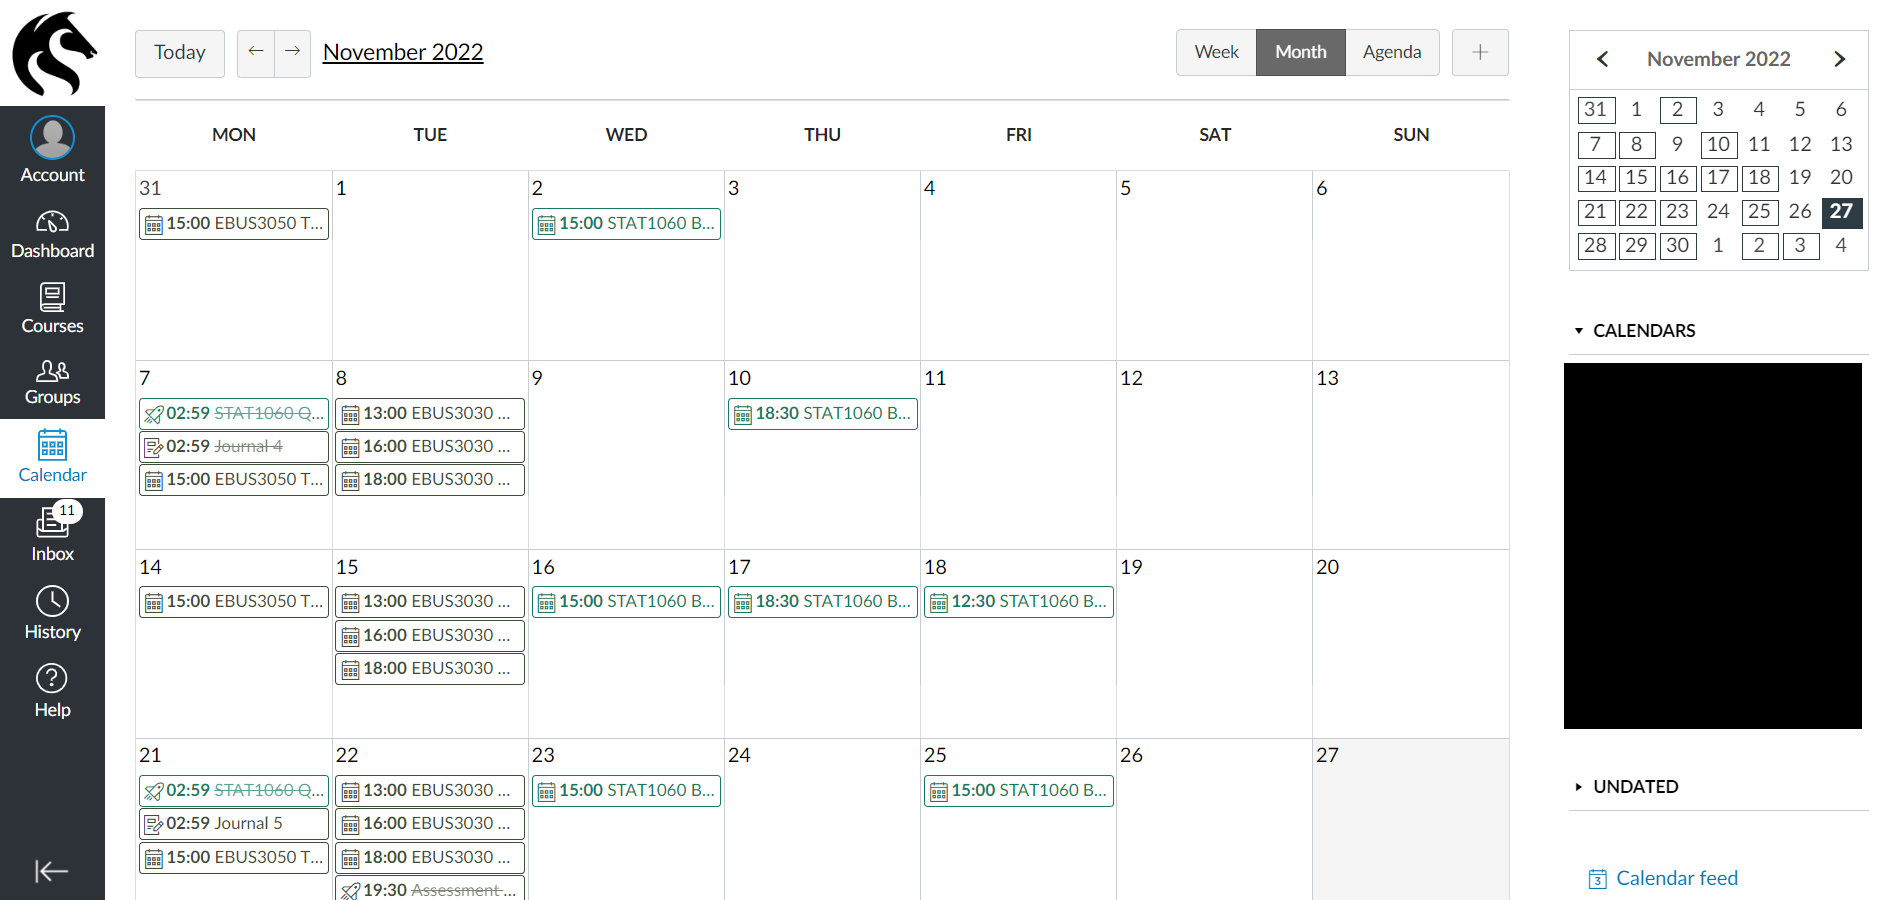 Today ← → November 2022
Week Month Agenda +
MON TUE WED THU FRI SAT SUN
31 1 2 3 4 5 6
15:00 EBUS3050 T...
15:00 STAT1060 B...
7 8 9 10 11 12 13
02:59 STAT1060 Q...
02:59 Journal 4
15:00 EBUS3050 T...
13:00 EBUS3030 ...
16:00 EBUS3030 ...
18:00 EBUS3030 ...
18:30 STAT1060 B...
14 15 16 17 18 19 20
15:00 EBUS3050 T...
13:00 EBUS3030 ...
16:00 EBUS3030 ...
18:00 EBUS3030 ...
15:00 STAT1060 B...
18:30 STAT1060 B...
12:30 STAT1060 B...
21 22 23 24 25 26 27
02:59 STAT1060 Q...
02:59 Journal 5
15:00 EBUS3050 T...
13:00 EBUS3030 ...
16:00 EBUS3030 ...
18:00 EBUS3030 ...
19:30 Assessment ...
15:00 STAT1060 B...
15:00 STAT1060 B...
Account
Dashboard
Courses
Groups
Calendar
11
Inbox
History
Help
November 2022
31 1 2 3 4 5 6
7 8 9 10 11 12 13
14 15 16 17 18 19 20
21 22 23 24 25 26 27
28 29 30 1 2 3 4
CALENDARS
UNDATED
3 Calendar feed